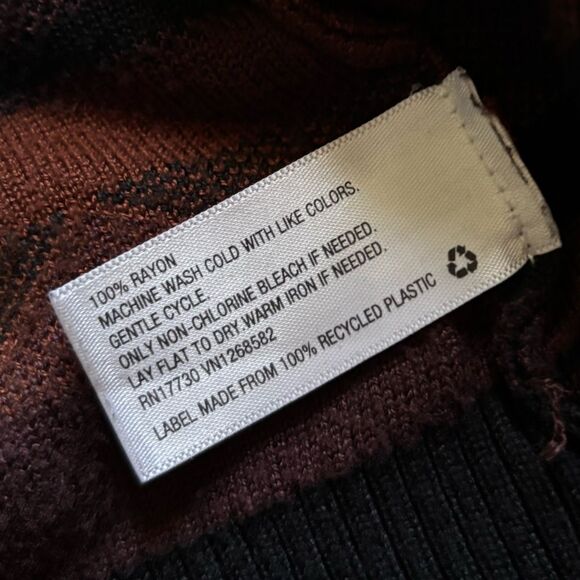 100% RAYON
MACHINE WASH COLD WITH LIKE COLORS.
GENTLE CYCLE.
ONLY NON-CHLORINE BLEACH IF NEEDED.
LAY FLAT TO DRY WARM IRON IF NEEDED.
RN17730 VN1268582
LABEL MADE FROM 100% RECYCLED PLASTIC